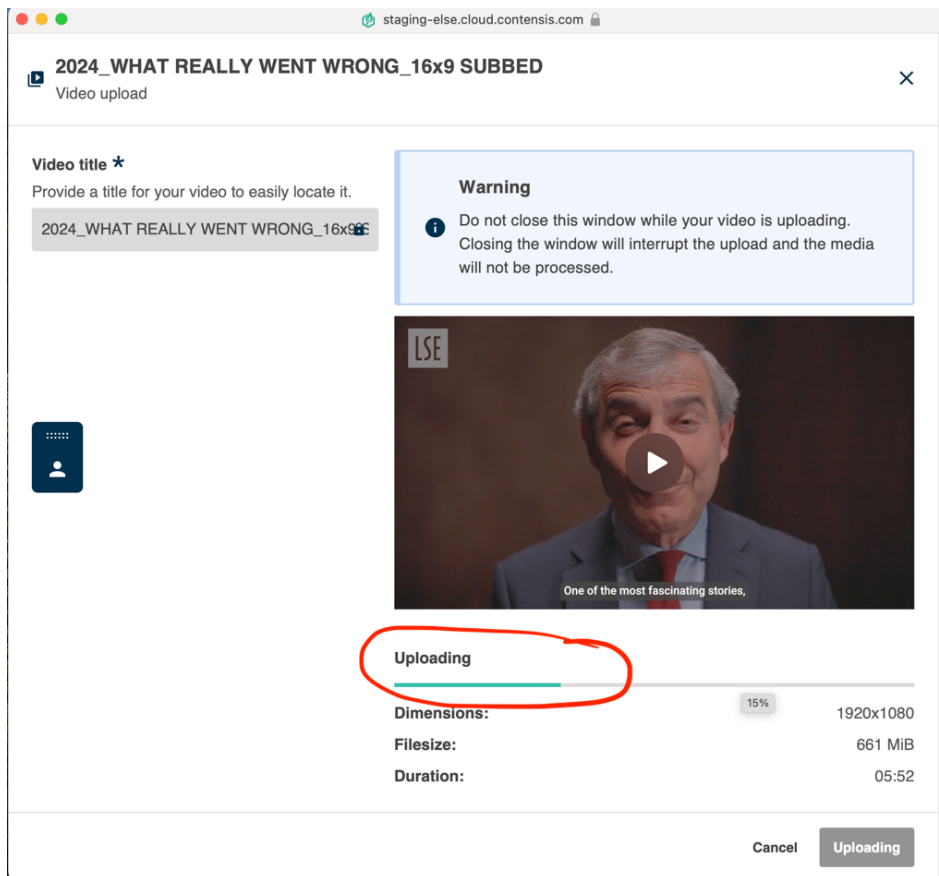 staging-else.cloud.contensis.com
2024_WHAT REALLY WENT WRONG_16x9 SUBBED
Video upload
Video title *
Provide a title for your video to easily locate it.
2024_WHAT REALLY WENT WRONG_16x9
Warning
Do not close this window while your video is uploading.
Closing the window will interrupt the upload and the media
will not be processed.
LSE
One of the most fascinating stories,
Uploading
15%
Dimensions: 1920x1080
Filesize: 661 MiB
Duration: 05:52
Cancel Uploading